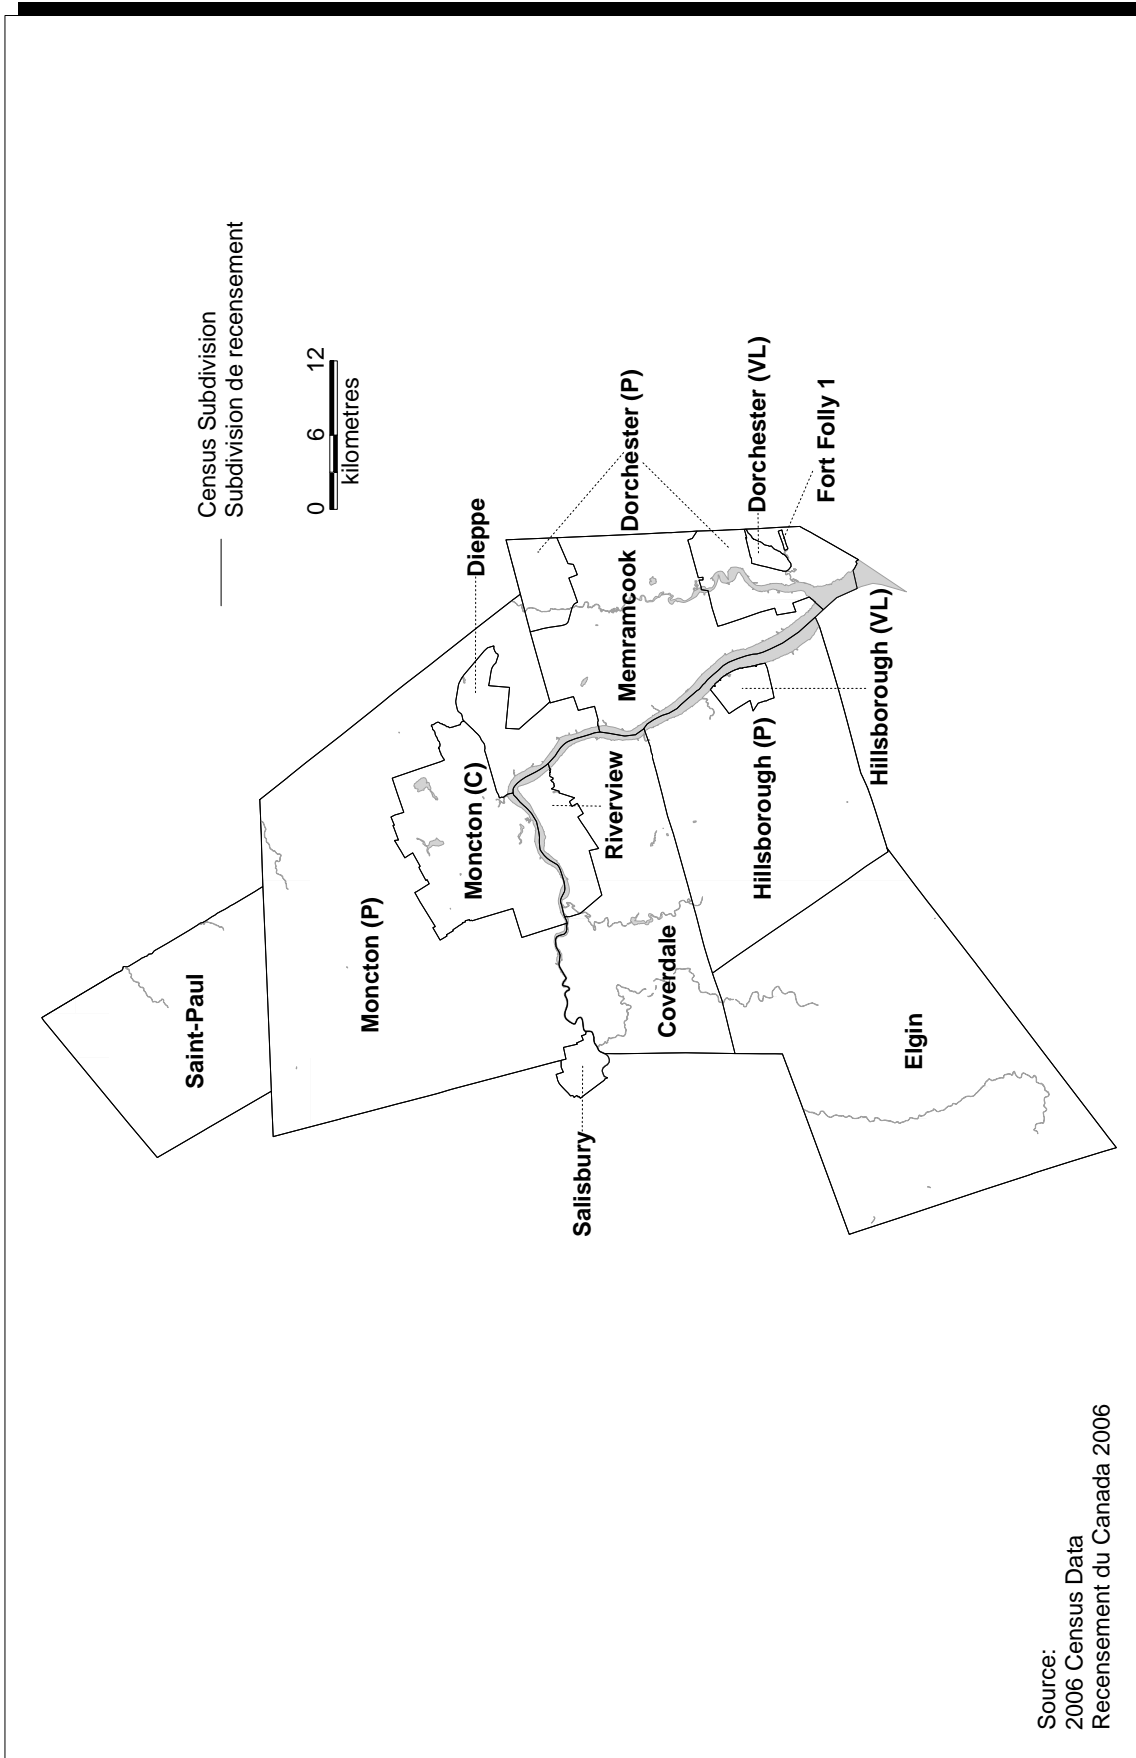 Census Subdivision
Subdivision de recensement
0 6 12
kilometres
Saint-Paul
Moncton (P)
Moncton (C)
Dieppe
Dorchester (P)
Salisbury
Riverview
Memramcook
Coverdale
Dorchester (VL)
Hillsborough (P)
Fort Folly 1
Hillsborough (VL)
Elgin
Source:
2006 Census Data
Recensement du Canada 2006